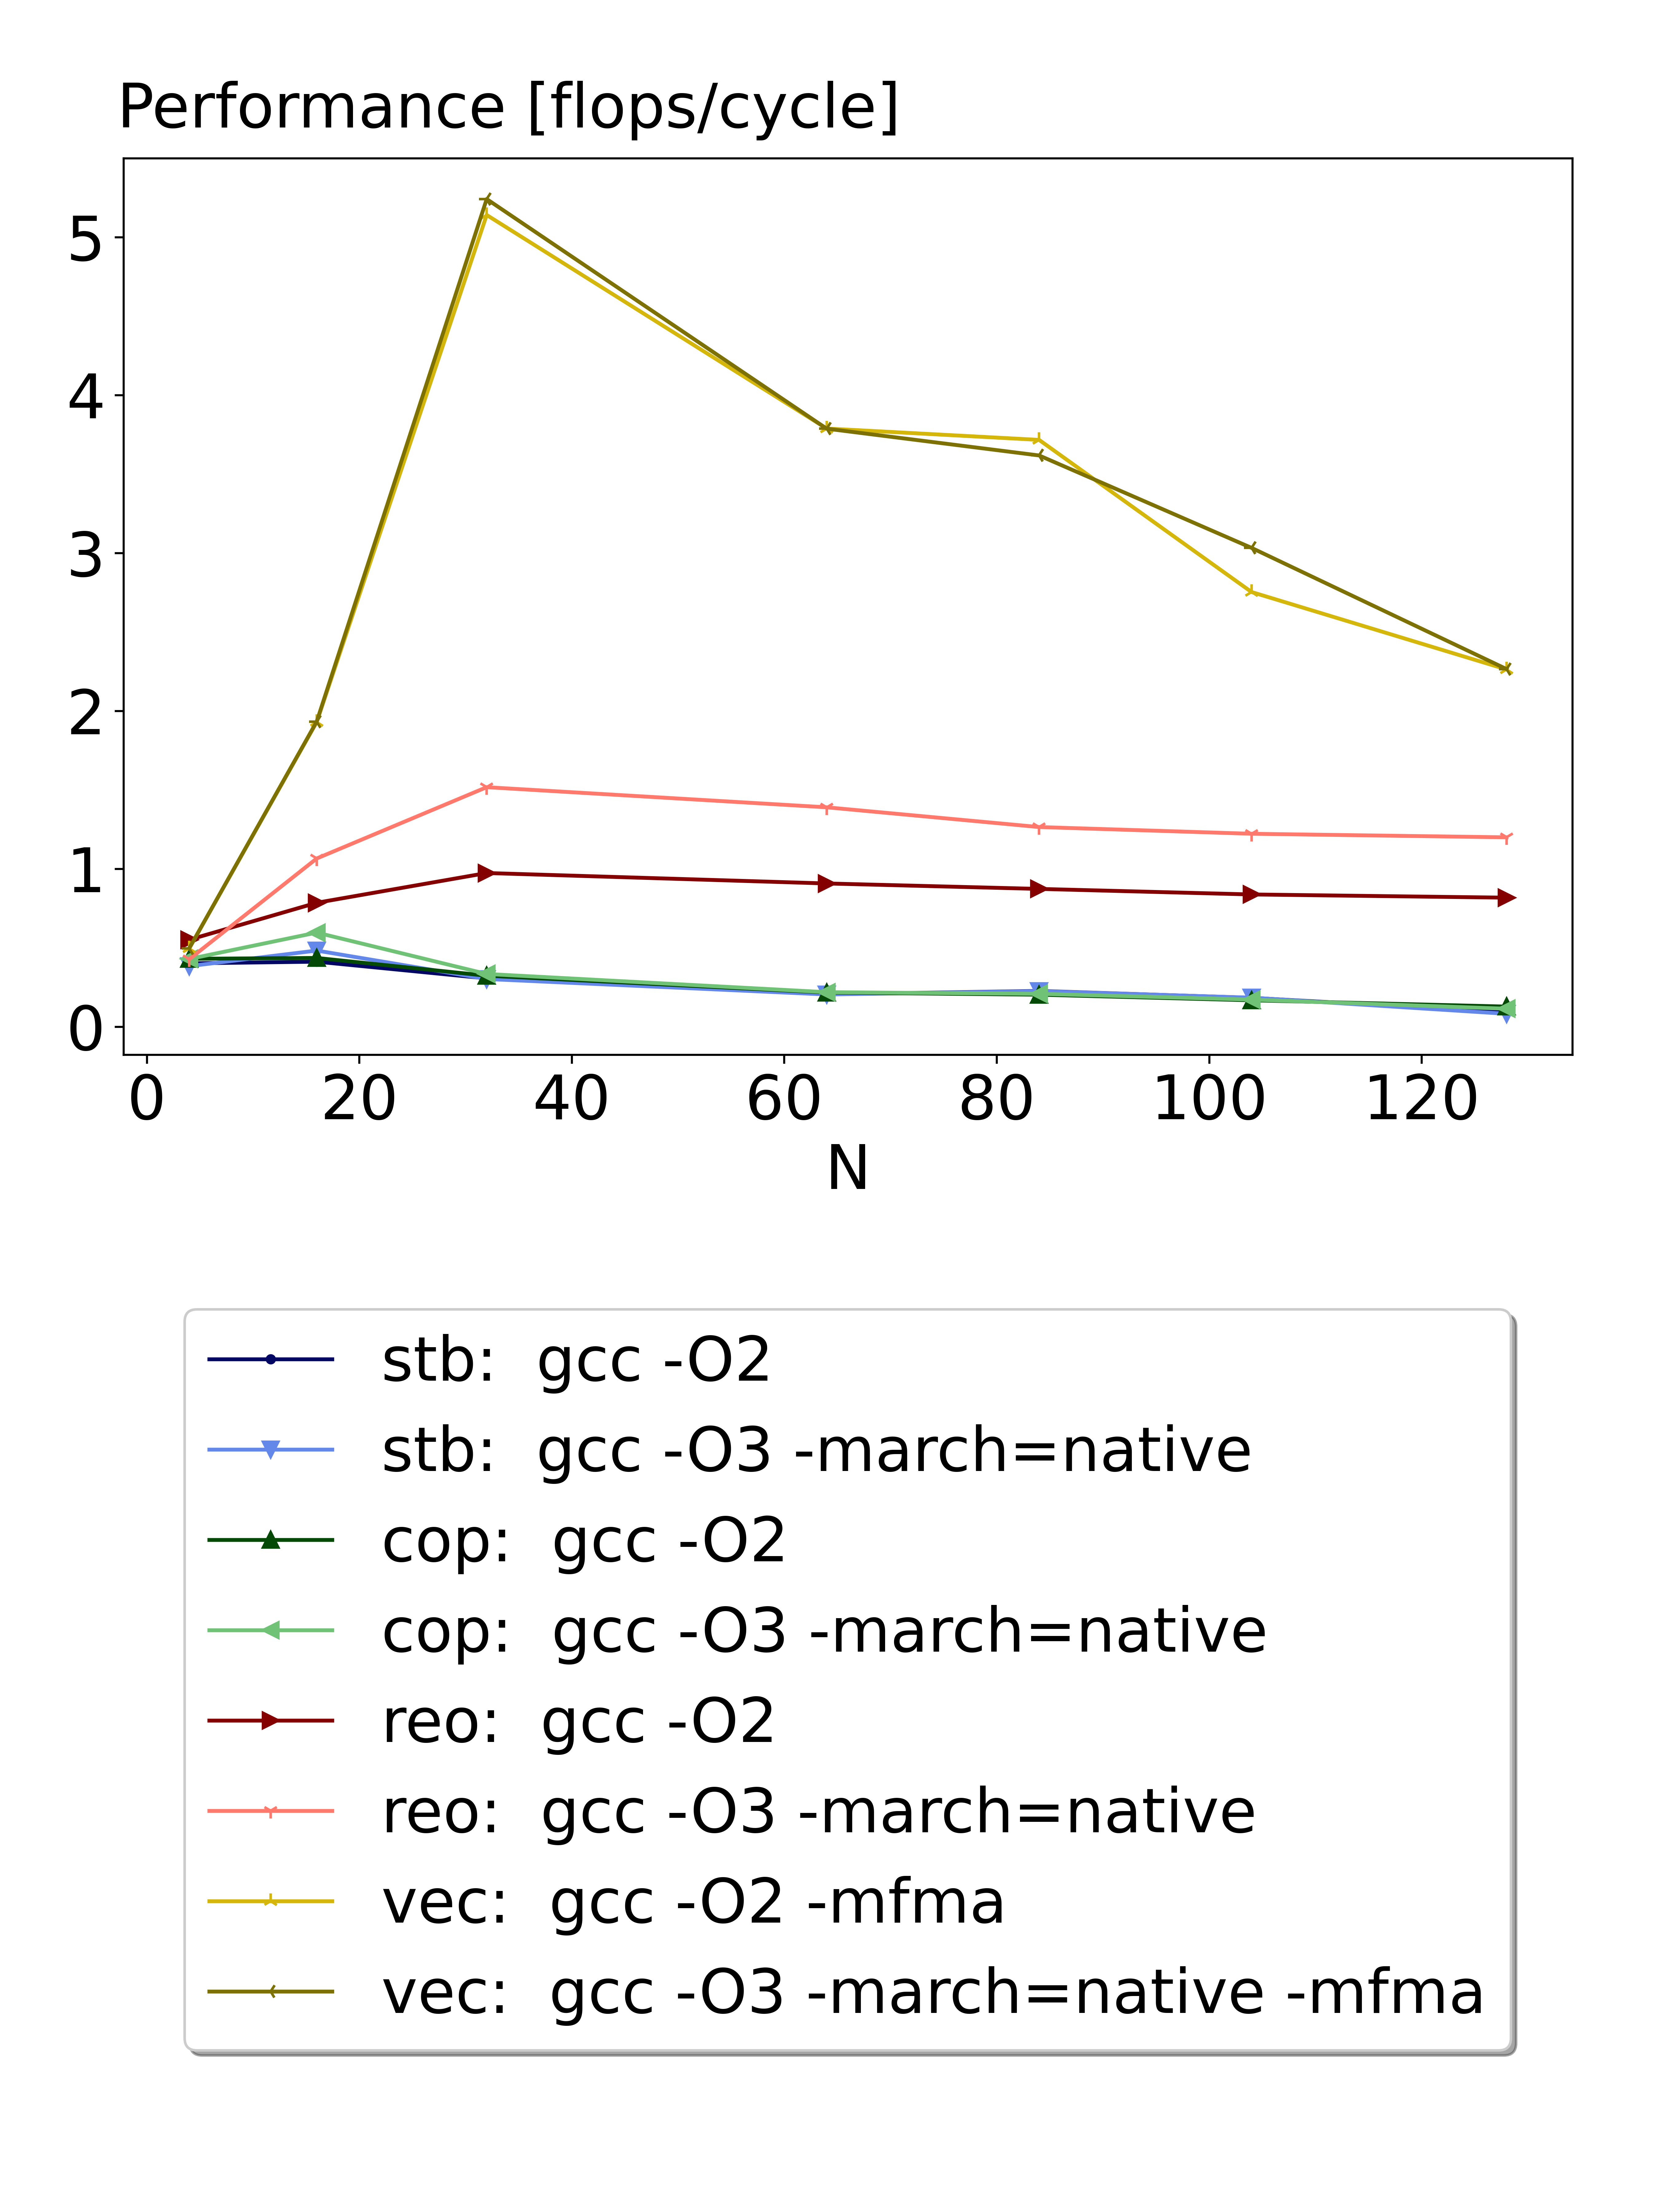 Performance [flops/cycle]
5
4
3
2
1
0
0 20 40 60 80 100 120
N
stb: gcc -O2
stb: gcc -O3 -march=native
cop: gcc -O2
cop: gcc -O3 -march=native
reo: gcc -O2
reo: gcc -O3 -march=native
vec: gcc -O2 -mfma
vec: gcc -O3 -march=native -mfma